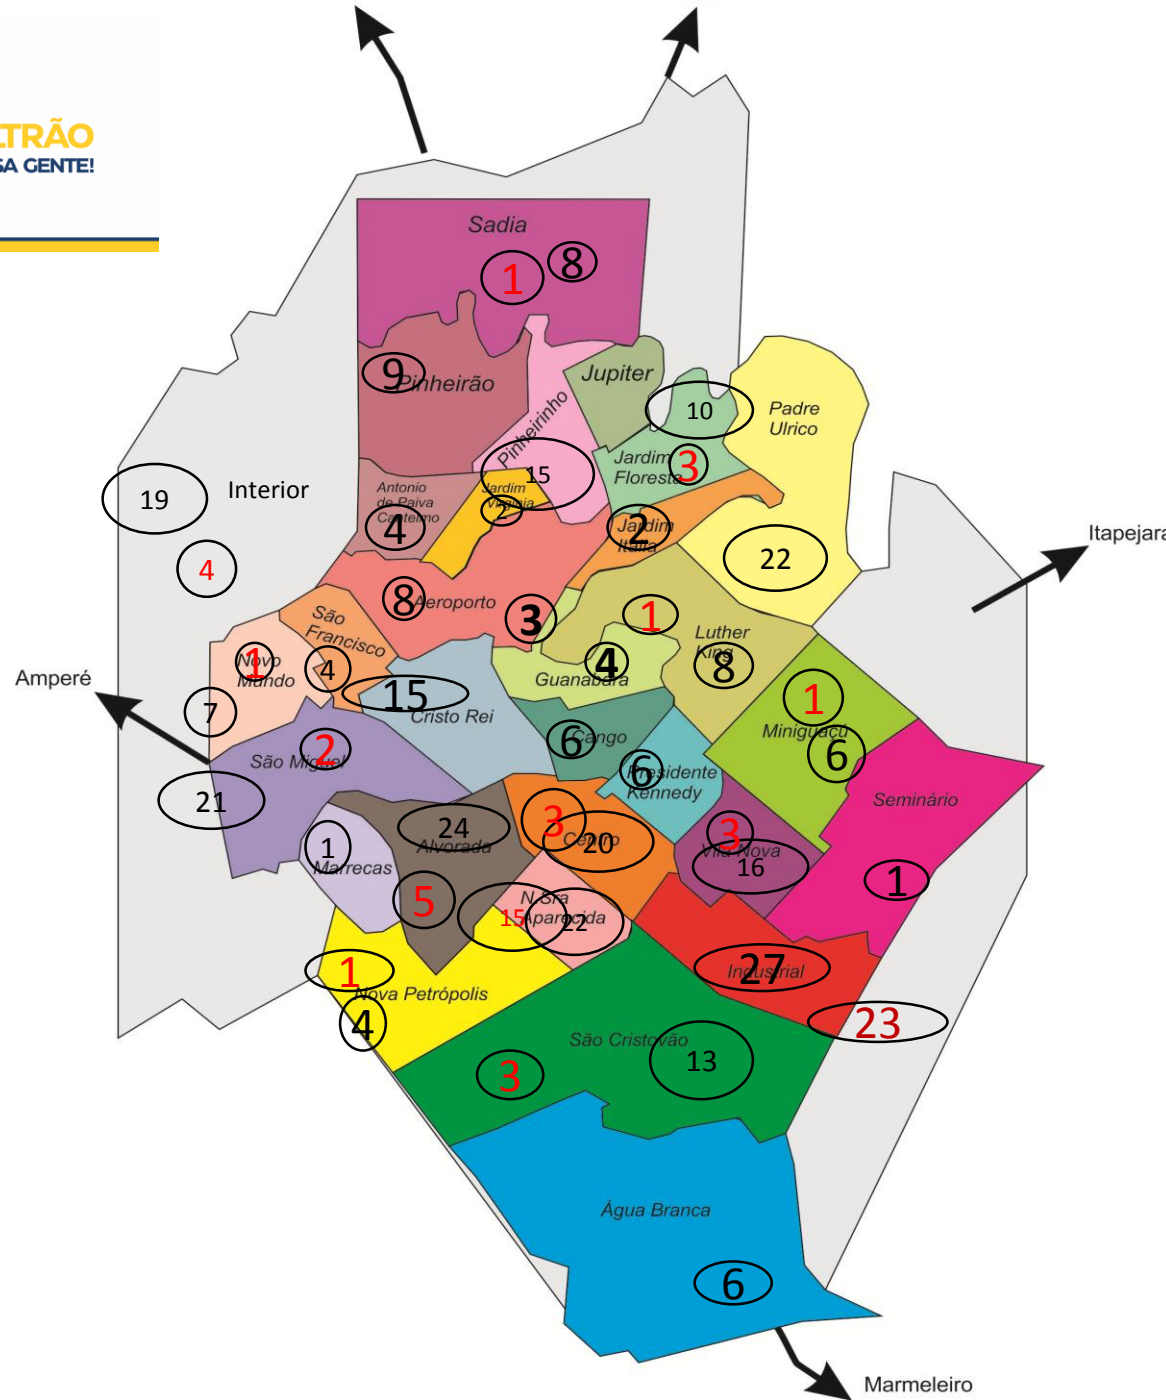 LTRÃO
SA GENTE!
Sadia
1
8
9
Pinheirão
Pinheirinho
Jupiter
10
Padre
Ulrico
Jardim
Floresta
3
15
19
Interior
4
Antonio
de Paiva
Cantelmo
4
Jardim
Virginia
2
2
Jardim
Italia
22
Itapejara
8
Aeroporto
3
São
Francisco
4
1
Luther
King
8
4
Guanabara
Novo
Mundo
1
7
Amperé
15
Cristo Rei
1
Miniguaçú
6
2
São Miguel
21
6
Cango
6
Presidente
Kennedy
Seminário
1
24
Alvorada
5
3
Centro
20
3
Vila Nova
16
1
Marrecas
N.Sra
Aparecida
15
22
1
Nova Petrópolis
4
27
Industrial
23
São Cristovão
13
3
Água Branca
6
Marmeleiro